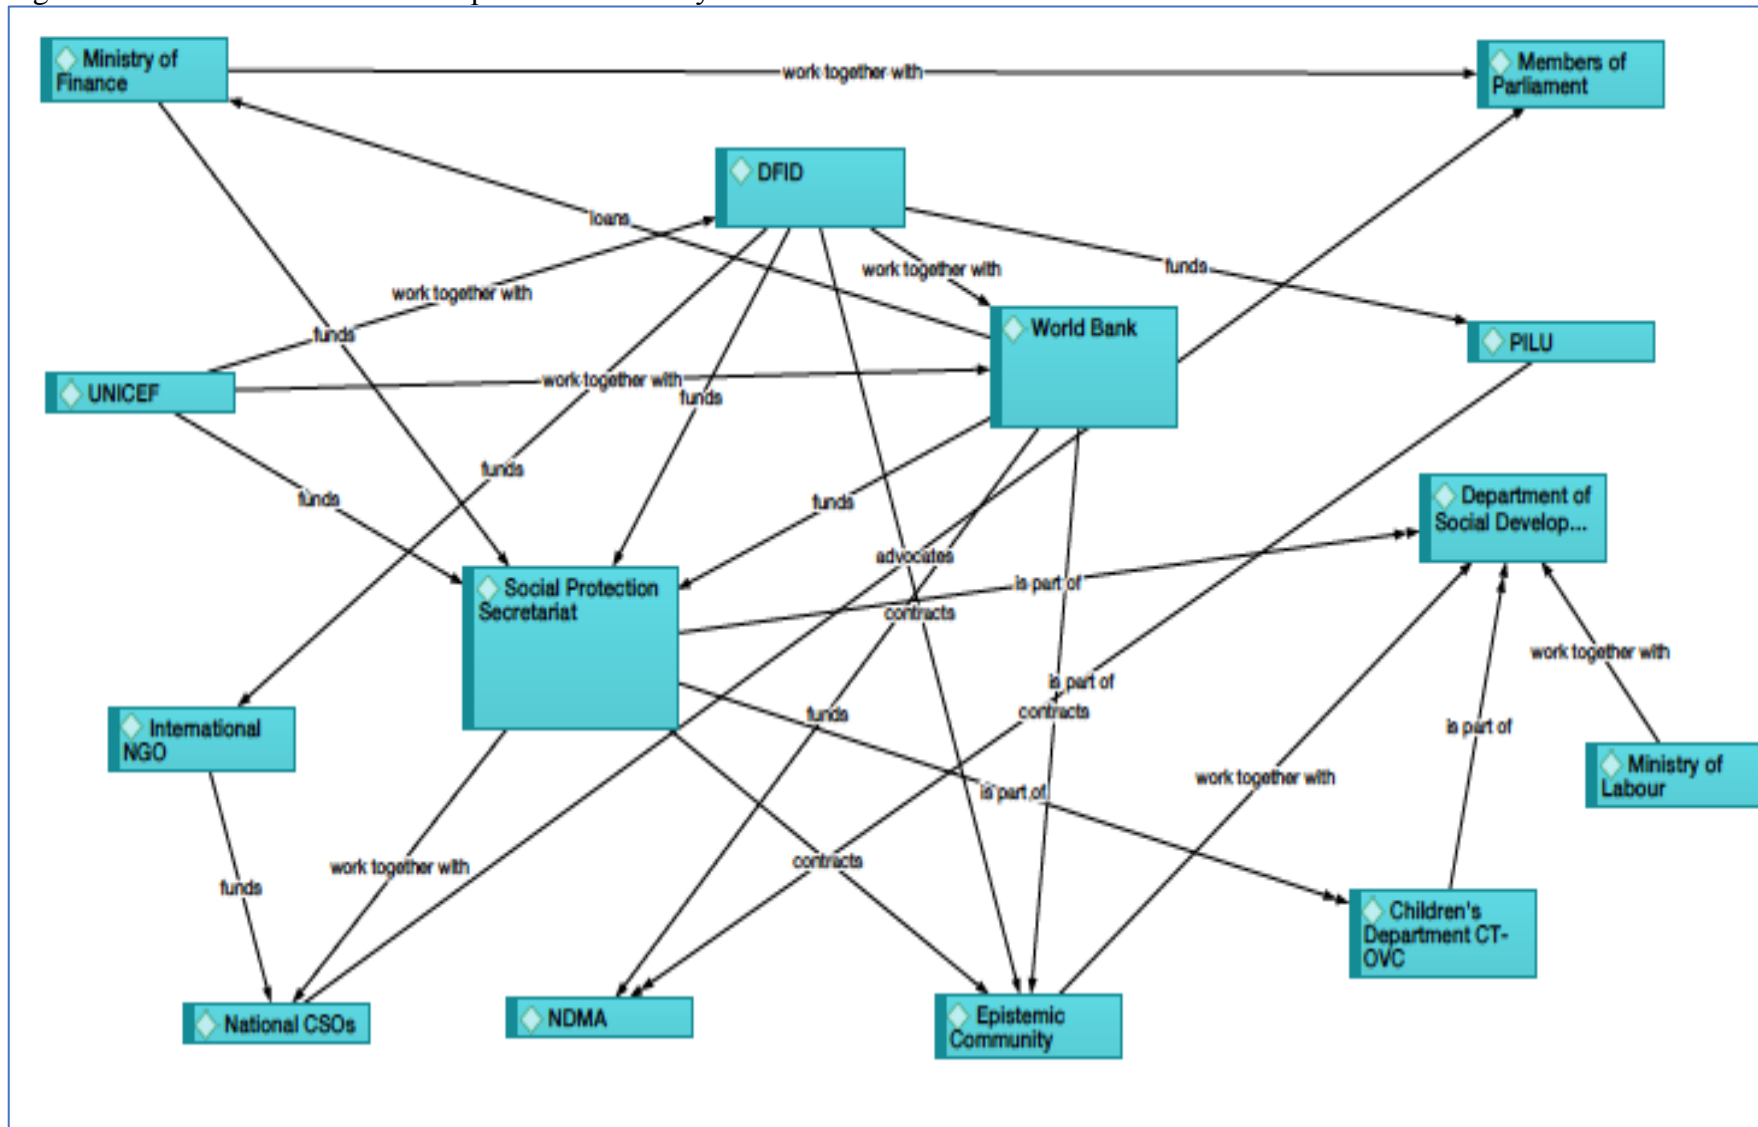 Ministry of
Finance
work together with
Members of
Parliament
DFID
loans
work together with
funds
work together with
funds
World Bank
PILU
UNICEF
work together with
funds
funds
funds
funds
Department of
Social Develop...
advocates
is part of
contracts
Social Protection
Secretariat
work together with
is part of
contracts
funds
International
NGO
is part of
Ministry of
Labour
work together with
is part of
contracts
work together with
funds
Children's
Department CT-
OVC
National CSOs
NDMA
Epistemic
Community